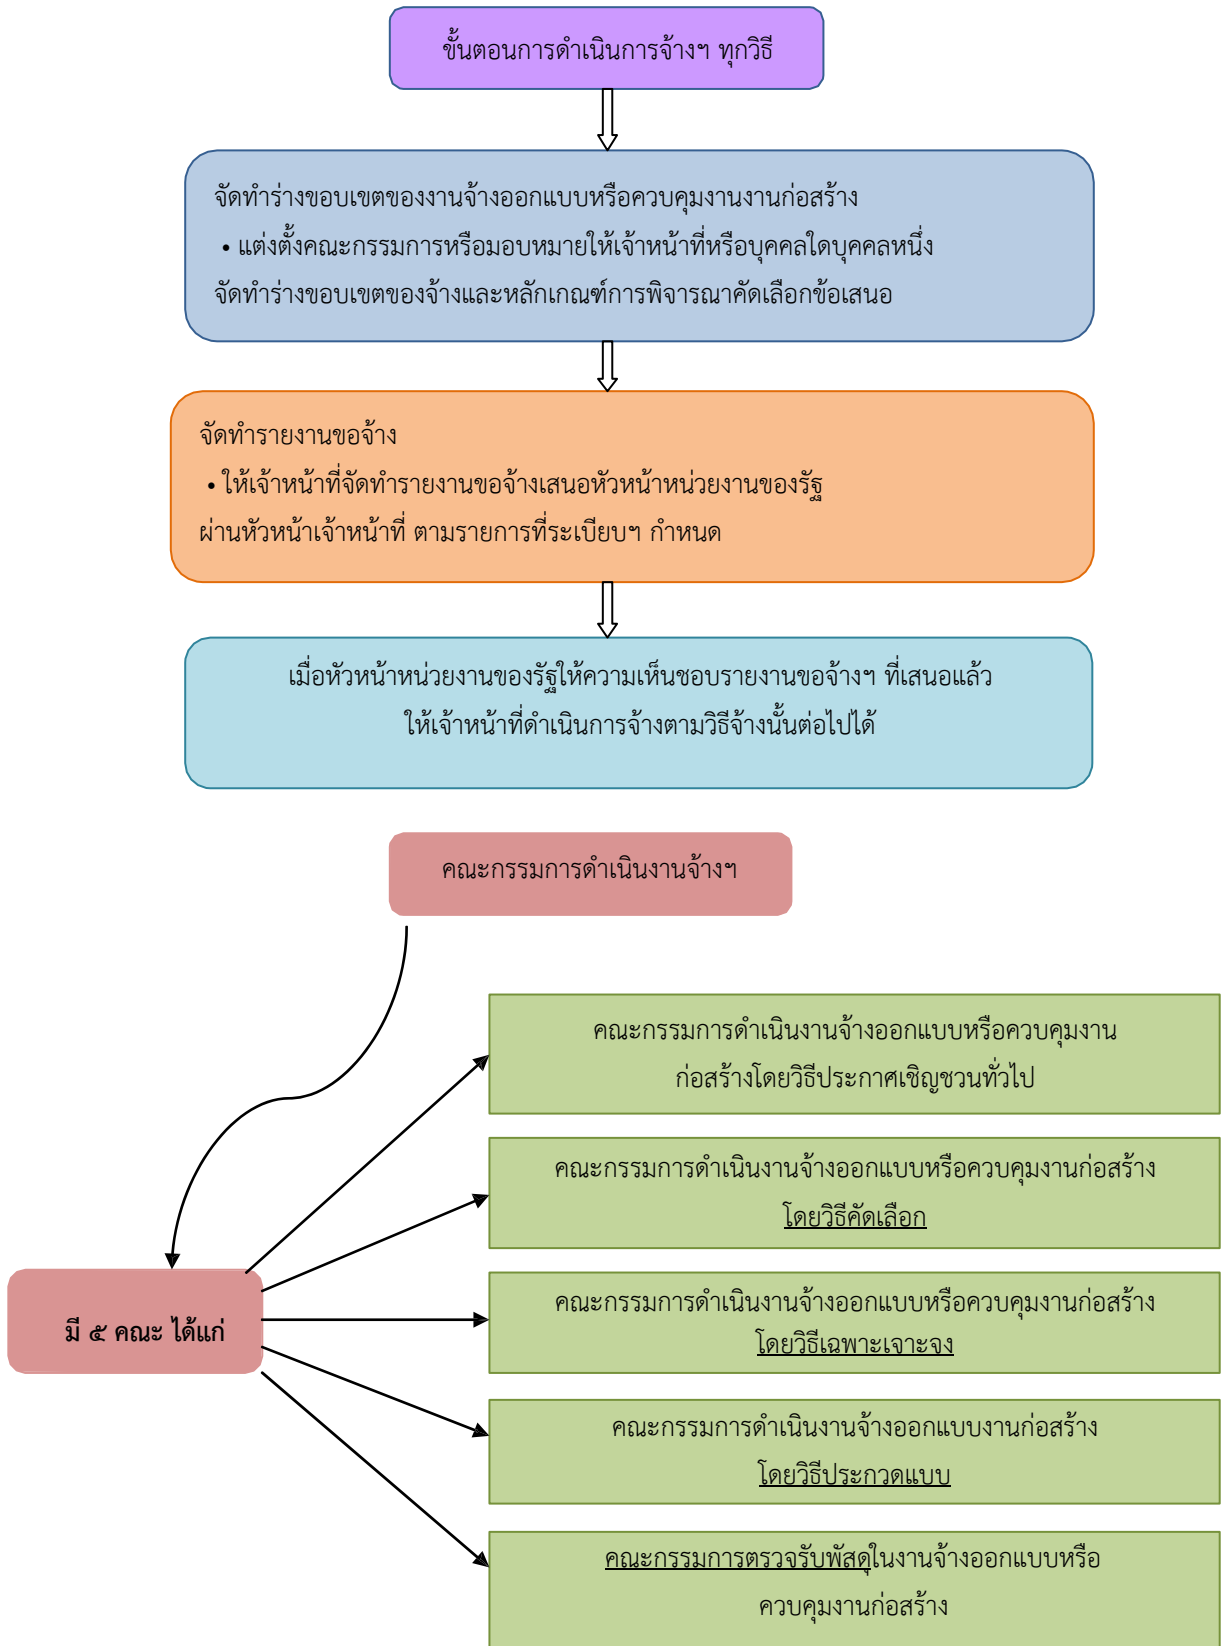 ขั้นตอนการดำเนินการจ้างฯ ทุกวิธี
จัดทำร่างขอบเขตของงานจ้างออกแบบหรือควบคุมงานงานก่อสร้าง
• แต่งตั้งคณะกรรมการหรือมอบหมายให้เจ้าหน้าที่หรือบุคคลใดบุคคลหนึ่ง
จัดทำร่างขอบเขตของจ้างและหลักเกณฑ์การพิจารณาคัดเลือกข้อเสนอ
จัดทำรายงานขอจ้าง
• ให้เจ้าหน้าที่จัดทำรายงานขอจ้างเสนอหัวหน้าหน่วยงานของรัฐ
ผ่านหัวหน้าเจ้าหน้าที่ ตามรายการที่ระเบียบฯ กำหนด
เมื่อหัวหน้าหน่วยงานของรัฐให้ความเห็นชอบรายงานขอจ้างฯ ที่เสนอแล้ว
ให้เจ้าหน้าที่ดำเนินการจ้างตามวิธีจ้างนั้นต่อไปได้
คณะกรรมการดำเนินงานจ้างฯ
คณะกรรมการดำเนินงานจ้างออกแบบหรือควบคุมงาน
ก่อสร้างโดยวิธีประกาศเชิญชวนทั่วไป
คณะกรรมการดำเนินงานจ้างออกแบบหรือควบคุมงานก่อสร้าง
โดยวิธีคัดเลือก
มี ๕ คณะ ได้แก่
คณะกรรมการดำเนินงานจ้างออกแบบหรือควบคุมงานก่อสร้าง
โดยวิธีเฉพาะเจาะจง
คณะกรรมการดำเนินงานจ้างออกแบบงานก่อสร้าง
โดยวิธีประกวดแบบ
คณะกรรมการตรวจรับพัสดุในงานจ้างออกแบบหรือ
ควบคุมงานก่อสร้าง